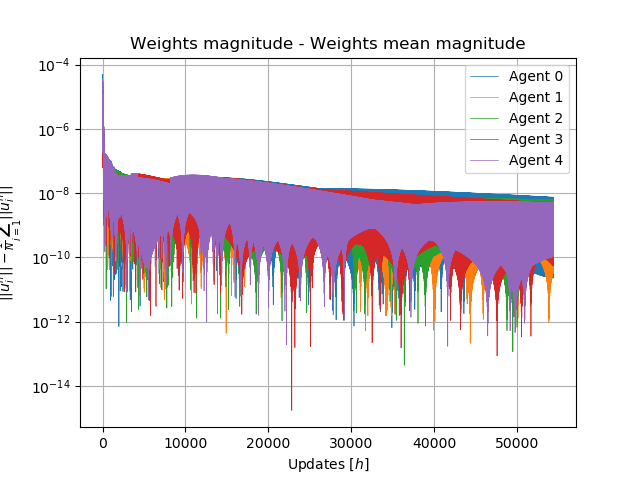 Weights magnitude - Weights mean magnitude
10⁻⁴
10⁻⁶
10⁻⁸
10⁻¹⁰
10⁻¹²
10⁻¹⁴
Agent 0
Agent 1
Agent 2
Agent 3
Agent 4
0
10000
20000
30000
40000
50000
Updates [h]